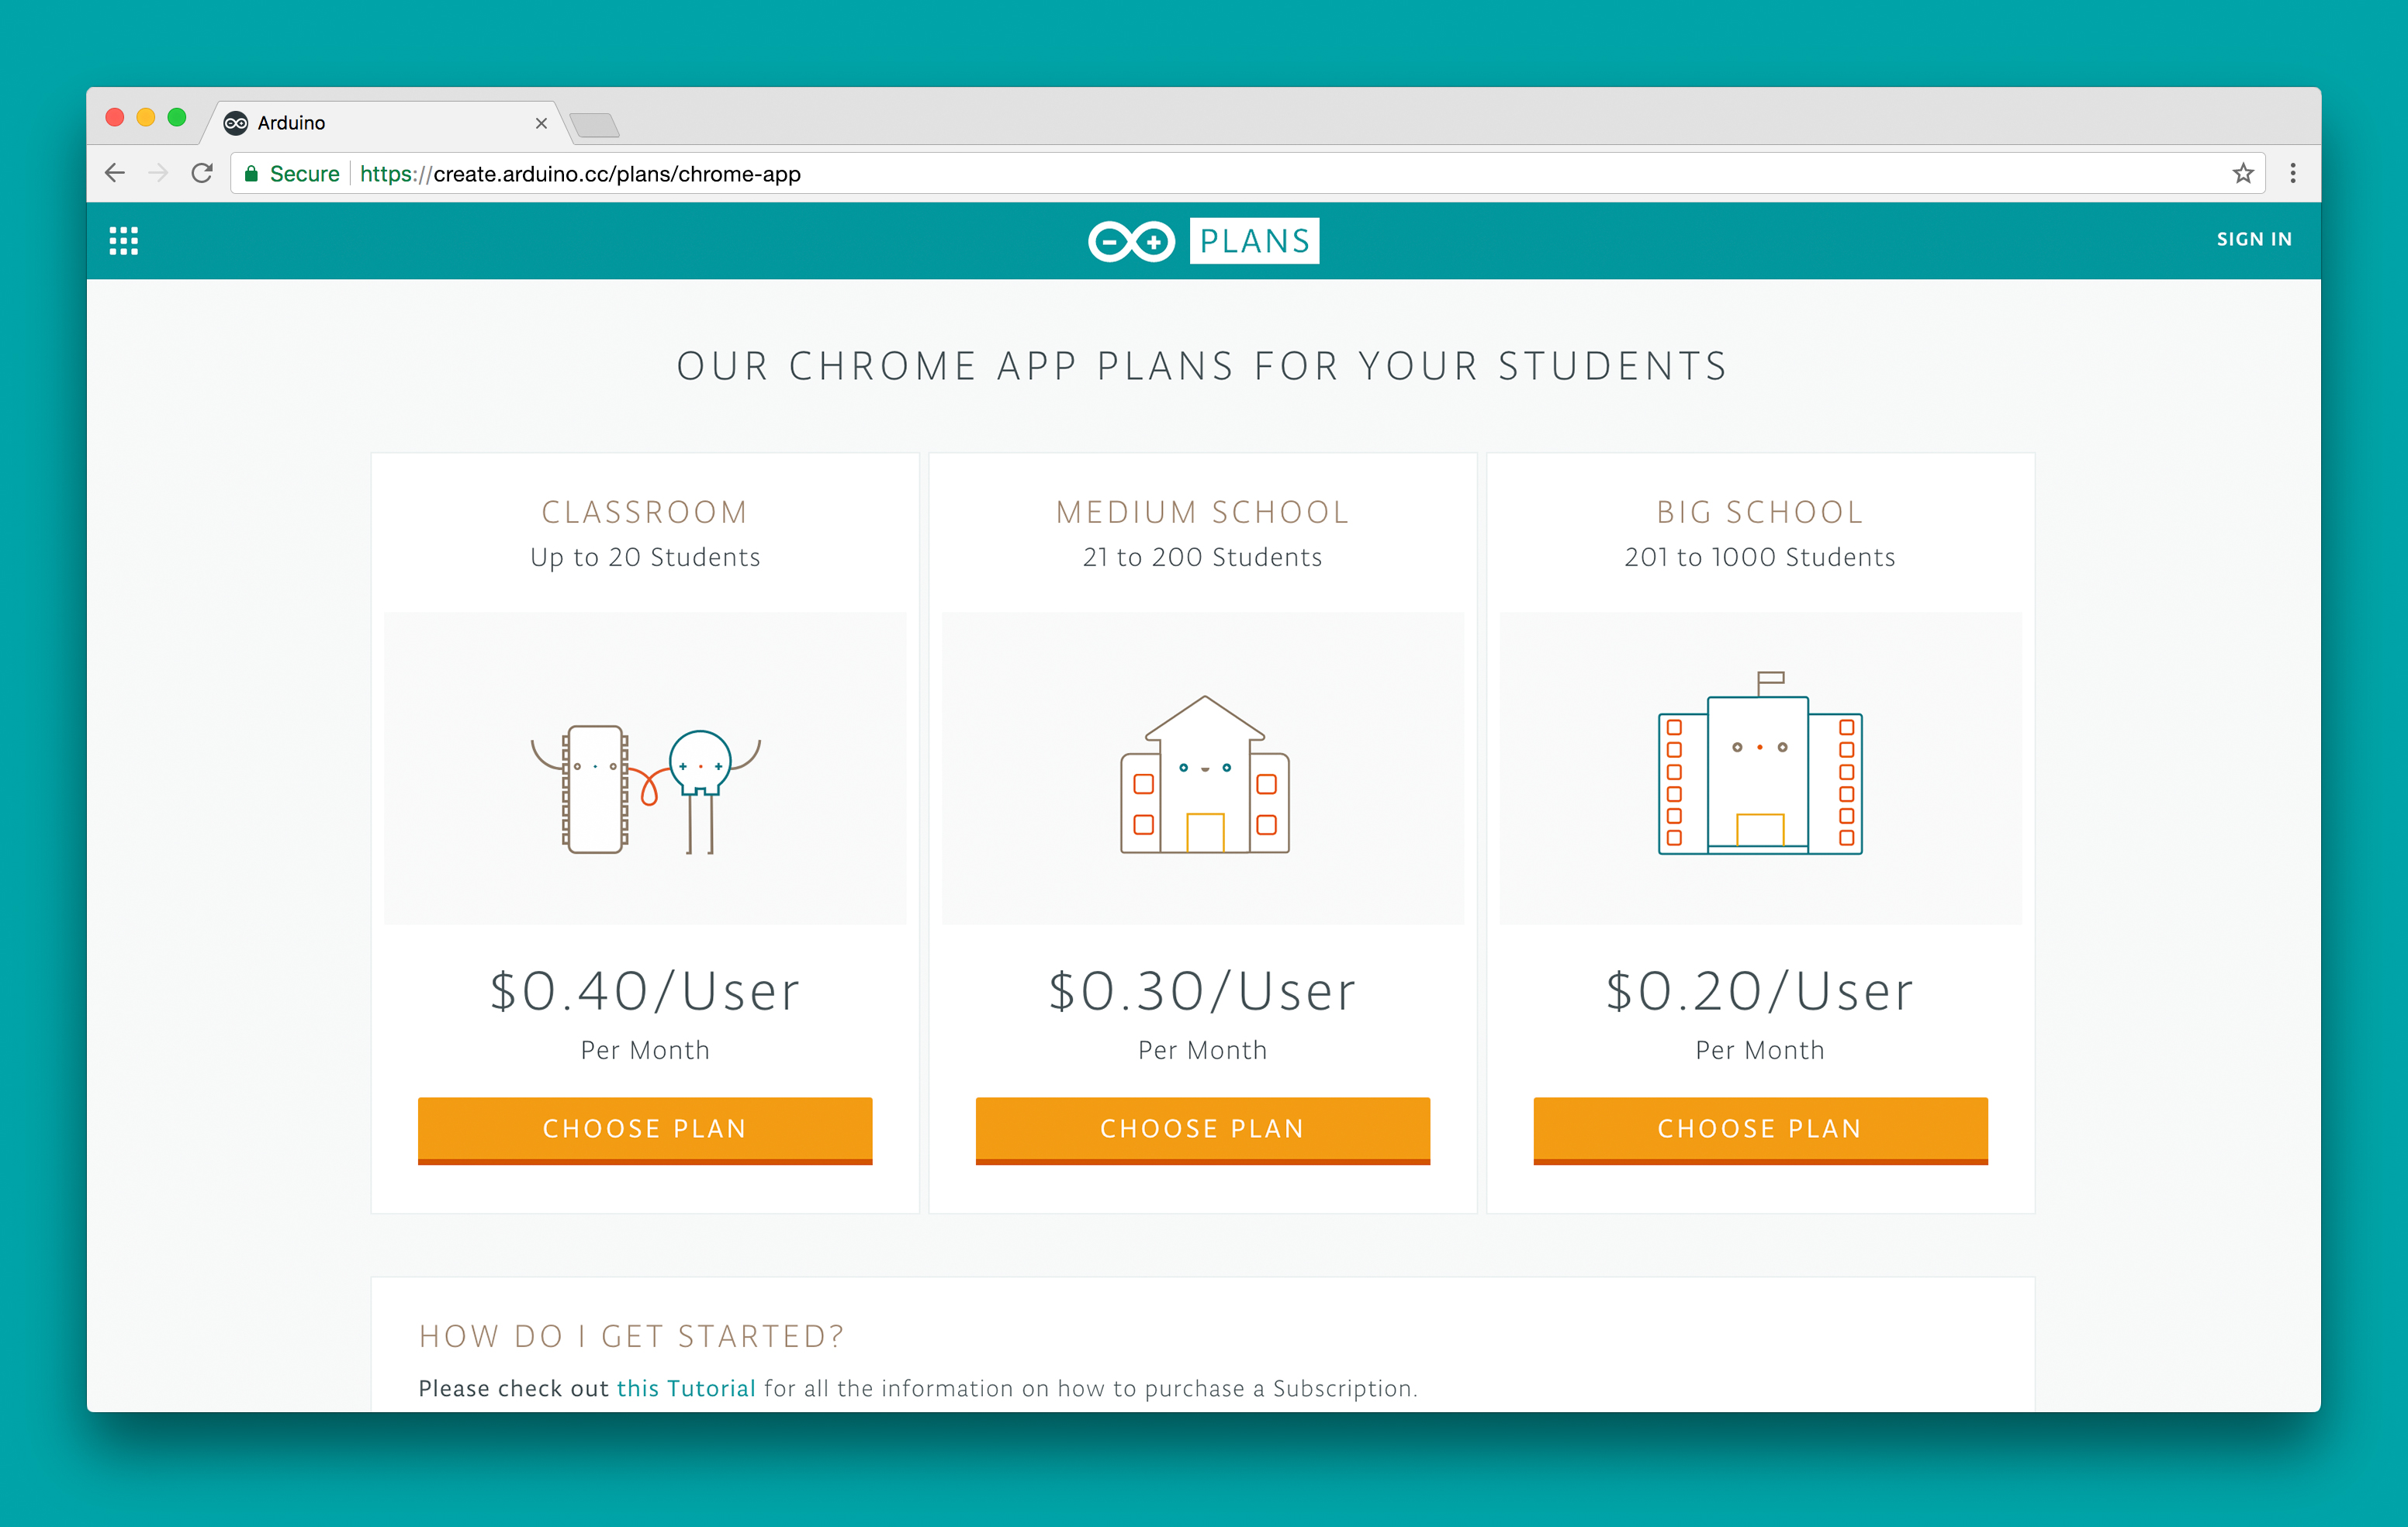 Arduino
Secure https://create.arduino.cc/plans/chrome-app
PLANS
SIGN IN
OUR CHROME APP PLANS FOR YOUR STUDENTS
CLASSROOM
Up to 20 Students
$0.40/User
Per Month
CHOOSE PLAN
MEDIUM SCHOOL
21 to 200 Students
$0.30/User
Per Month
CHOOSE PLAN
BIG SCHOOL
201 to 1000 Students
$0.20/User
Per Month
CHOOSE PLAN
HOW DO I GET STARTED?
Please check out this Tutorial for all the information on how to purchase a Subscription.